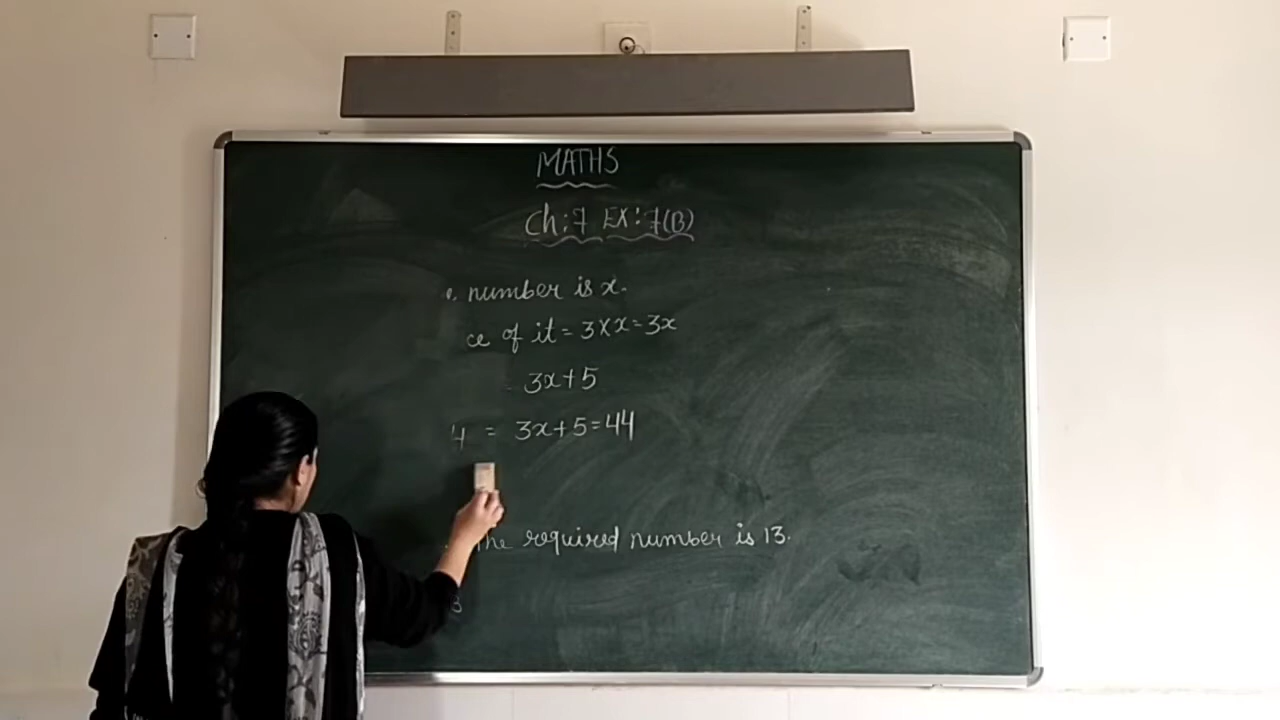 MATHS
Ch:7 EX:7(B)
number is x.
ce of it = 3×x=3x
3x+5
4 = 3x+5=44
The required number is 13.
3